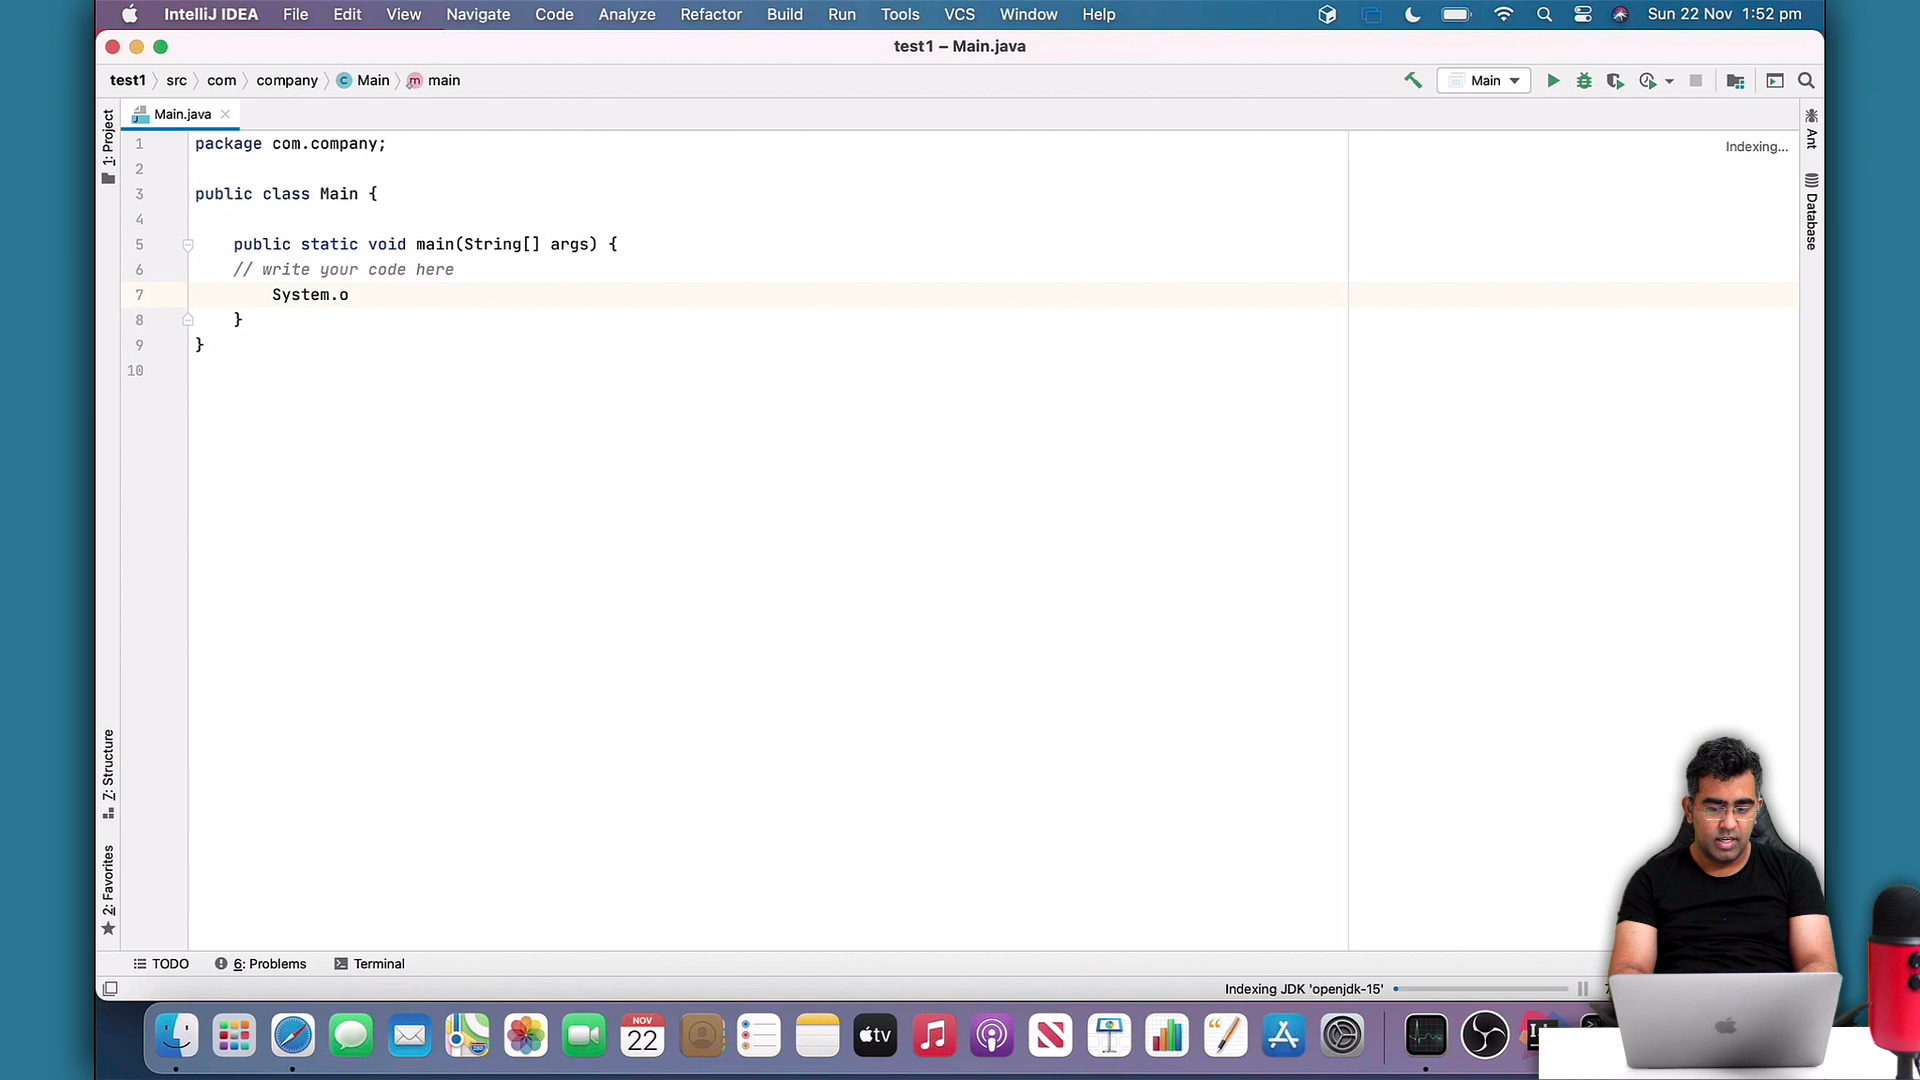 IntelliJ IDEA File Edit View Navigate Code Analyze Refactor Build Run Tools VCS Window Help Sun 22 Nov 1:52 pm
test1 – Main.java
test1 src com company C Main m main Main
Main.java
1: Project
Ant
Database
Indexing...
1 package com.company;
2
3 public class Main {
4
5 public static void main(String[] args) {
6 // write your code here
7 System.o
8 }
9 }
10
Z: Structure
2: Favorites
TODO 6: Problems Terminal
Indexing JDK 'openjdk-15'
tv
NOV
22